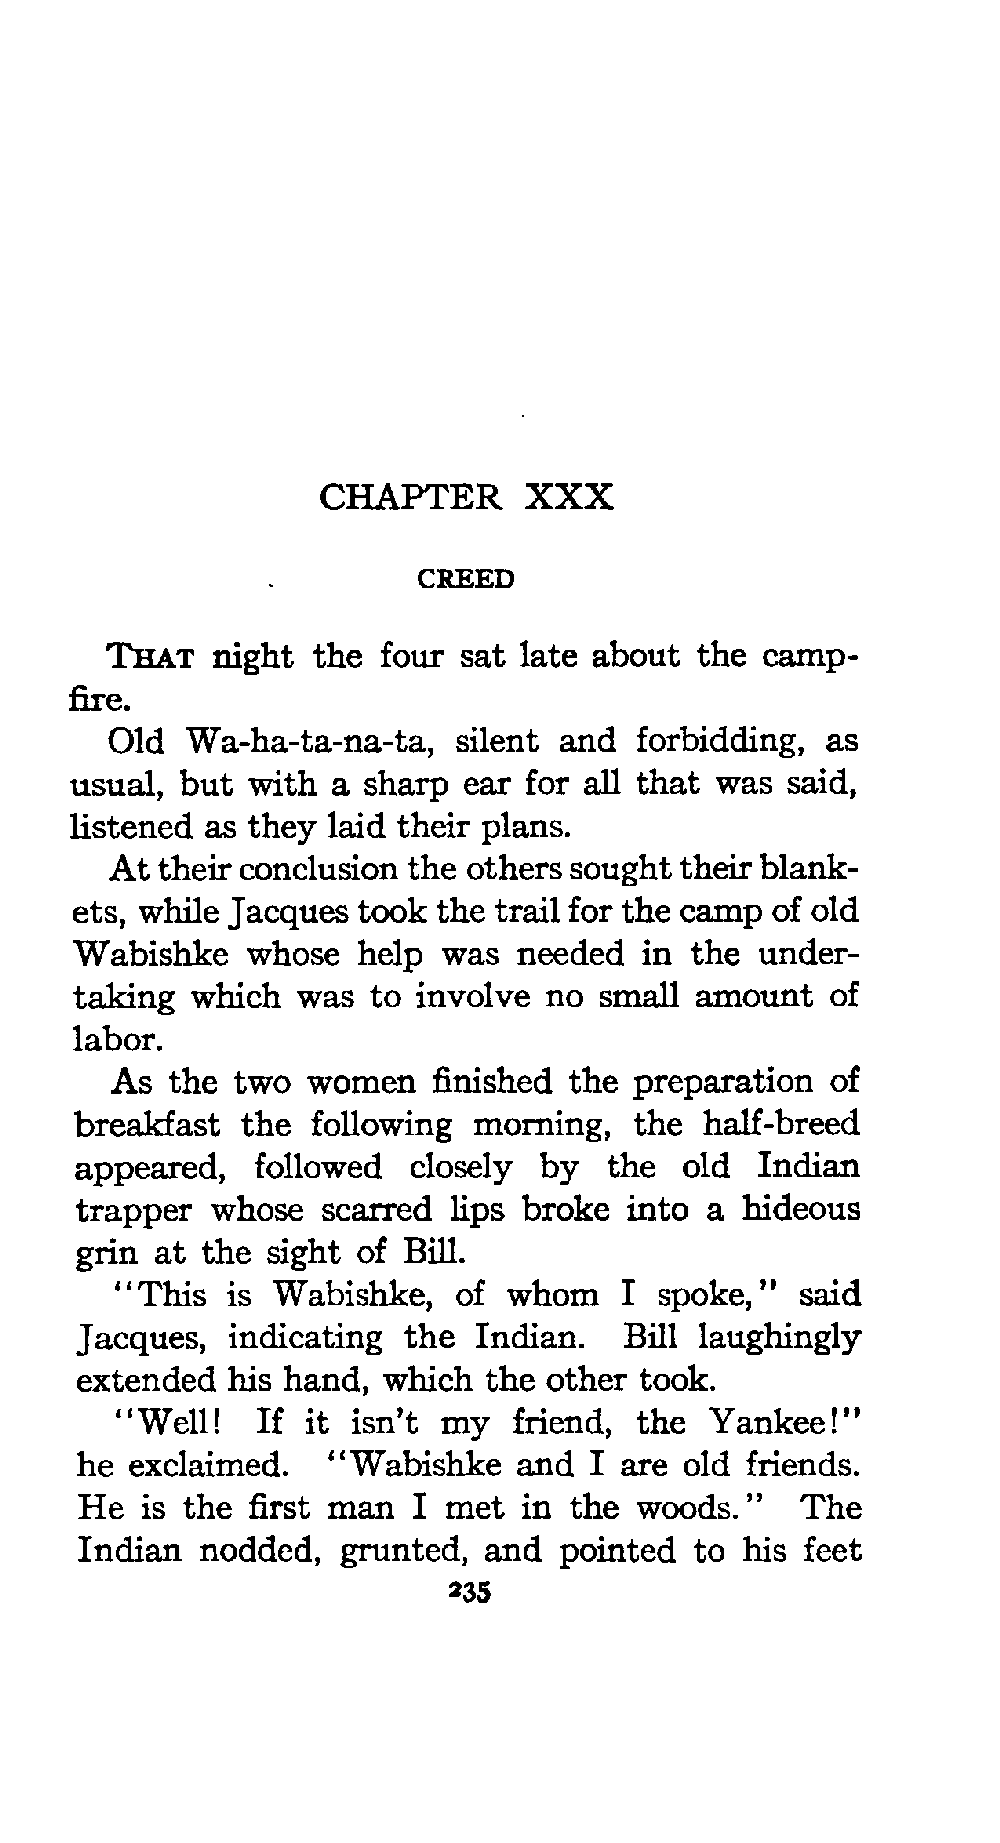 CHAPTER XXX
CREED
THAT night the four sat late about the camp-
fire.
Old Wa-ha-ta-na-ta, silent and forbidding, as
usual, but with a sharp ear for all that was said,
listened as they laid their plans.
At their conclusion the others sought their blank-
ets, while Jacques took the trail for the camp of old
Wabishke whose help was needed in the under-
taking which was to involve no small amount of
labor.
As the two women finished the preparation of
breakfast the following morning, the half-breed
appeared, followed closely by the old Indian
trapper whose scarred lips broke into a hideous
grin at the sight of Bill.
"This is Wabishke, of whom I spoke," said
Jacques, indicating the Indian. Bill laughingly
extended his hand, which the other took.
"Well! If it isn't my friend, the Yankee!"
he exclaimed. "Wabishke and I are old friends.
He is the first man I met in the woods." The
Indian nodded, grunted, and pointed to his feet
235